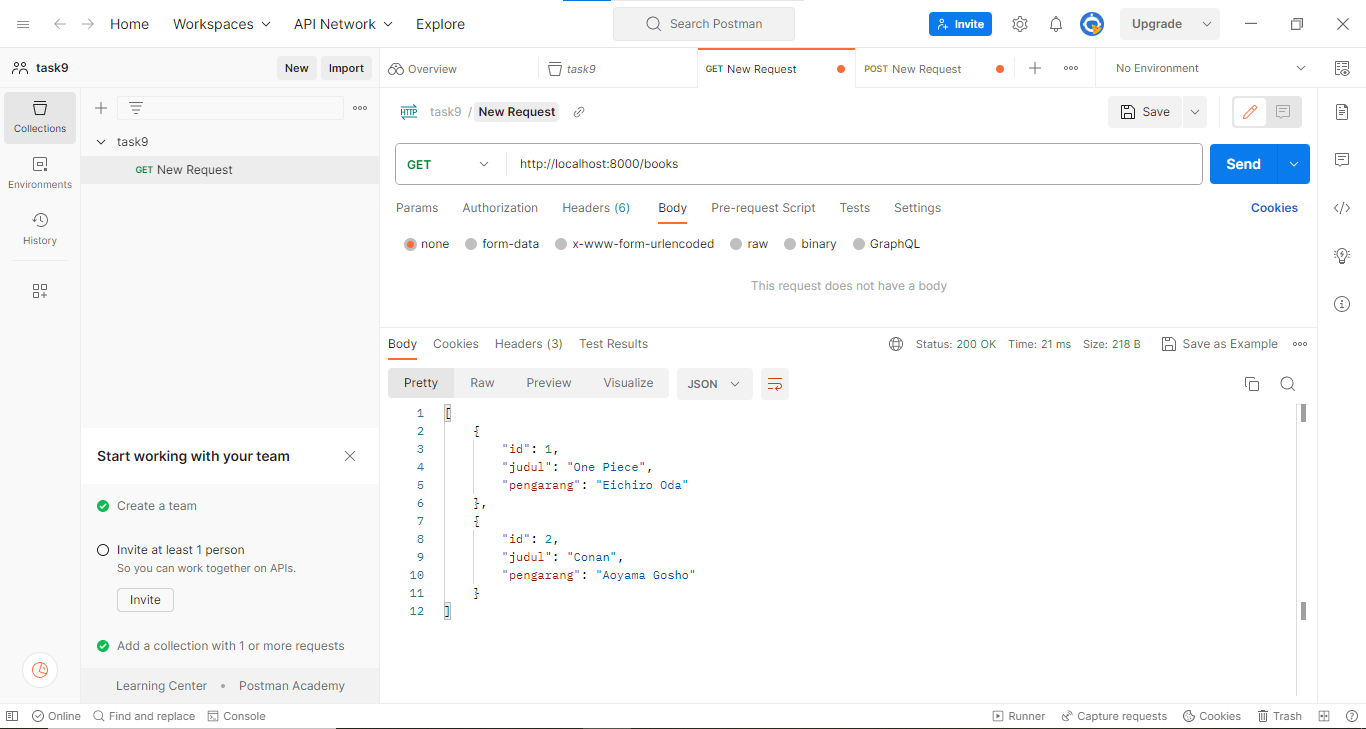 Home Workspaces API Network Explore Search Postman Invite Upgrade
task9 New Import Overview task9 GET New Request POST New Request No Environment
Collections
Environments
History
task9
GET New Request
HTTP task9 / New Request Save
GET http://localhost:8000/books Send
Params Authorization Headers (6) Body Pre-request Script Tests Settings Cookies
none form-data x-www-form-urlencoded raw binary GraphQL
This request does not have a body
Body Cookies Headers (3) Test Results Status: 200 OK Time: 21 ms Size: 218 B Save as Example
Pretty Raw Preview Visualize JSON
1 [
2 {
3 "id": 1,
4 "judul": "One Piece",
5 "pengarang": "Eichiro Oda"
6 },
7 {
8 "id": 2,
9 "judul": "Conan",
10 "pengarang": "Aoyama Gosho"
11 }
12 ]
Start working with your team
Create a team
Invite at least 1 person
So you can work together on APIs.
Invite
Add a collection with 1 or more requests
Learning Center • Postman Academy
Online Find and replace Console Runner Capture requests Cookies Trash